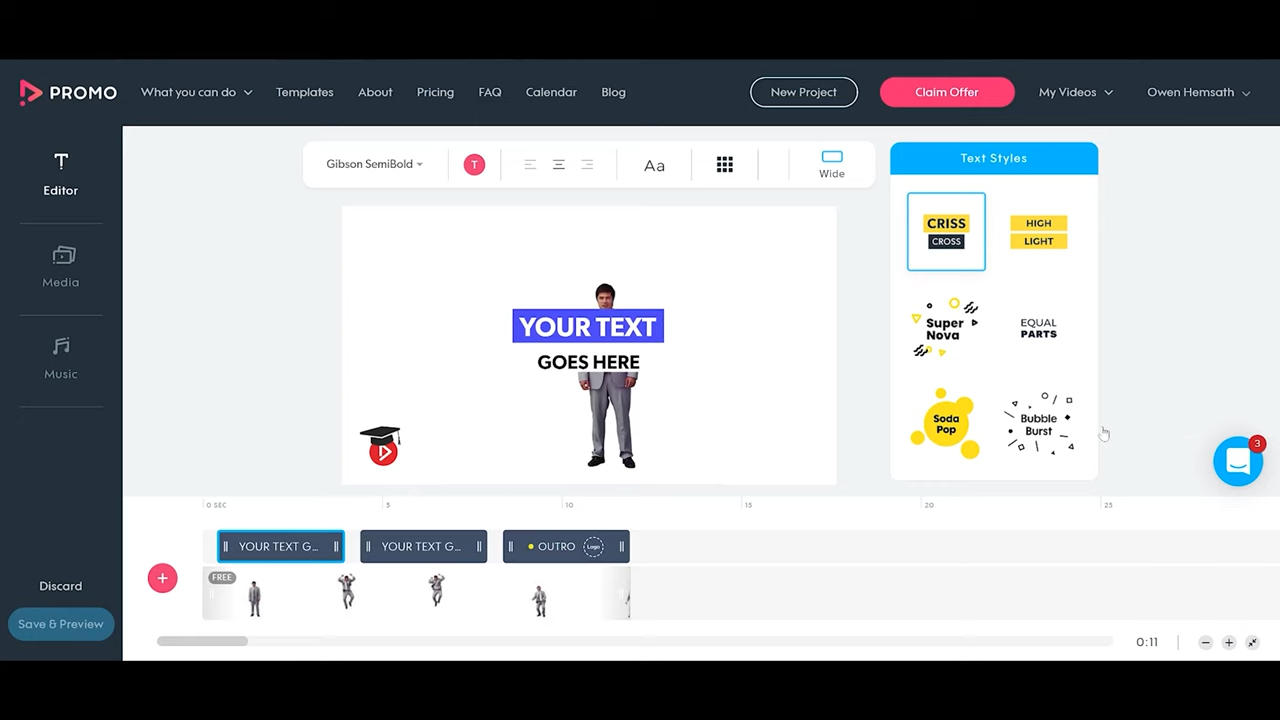 PROMO
What you can do
Templates
About
Pricing
FAQ
Calendar
Blog
New Project
Claim Offer
My Videos
Owen Hemsath
T
Editor
Media
Music
Discard
Save & Preview
Gibson SemiBold
T
Aa
Wide
Text Styles
CRISS
CROSS
HIGH
LIGHT
Super
Nova
EQUAL
PARTS
Soda
Pop
Bubble
Burst
YOUR TEXT
GOES HERE
3
0 SEC
5
10
15
20
25
YOUR TEXT G...
YOUR TEXT G...
OUTRO
Logo
FREE
0:11